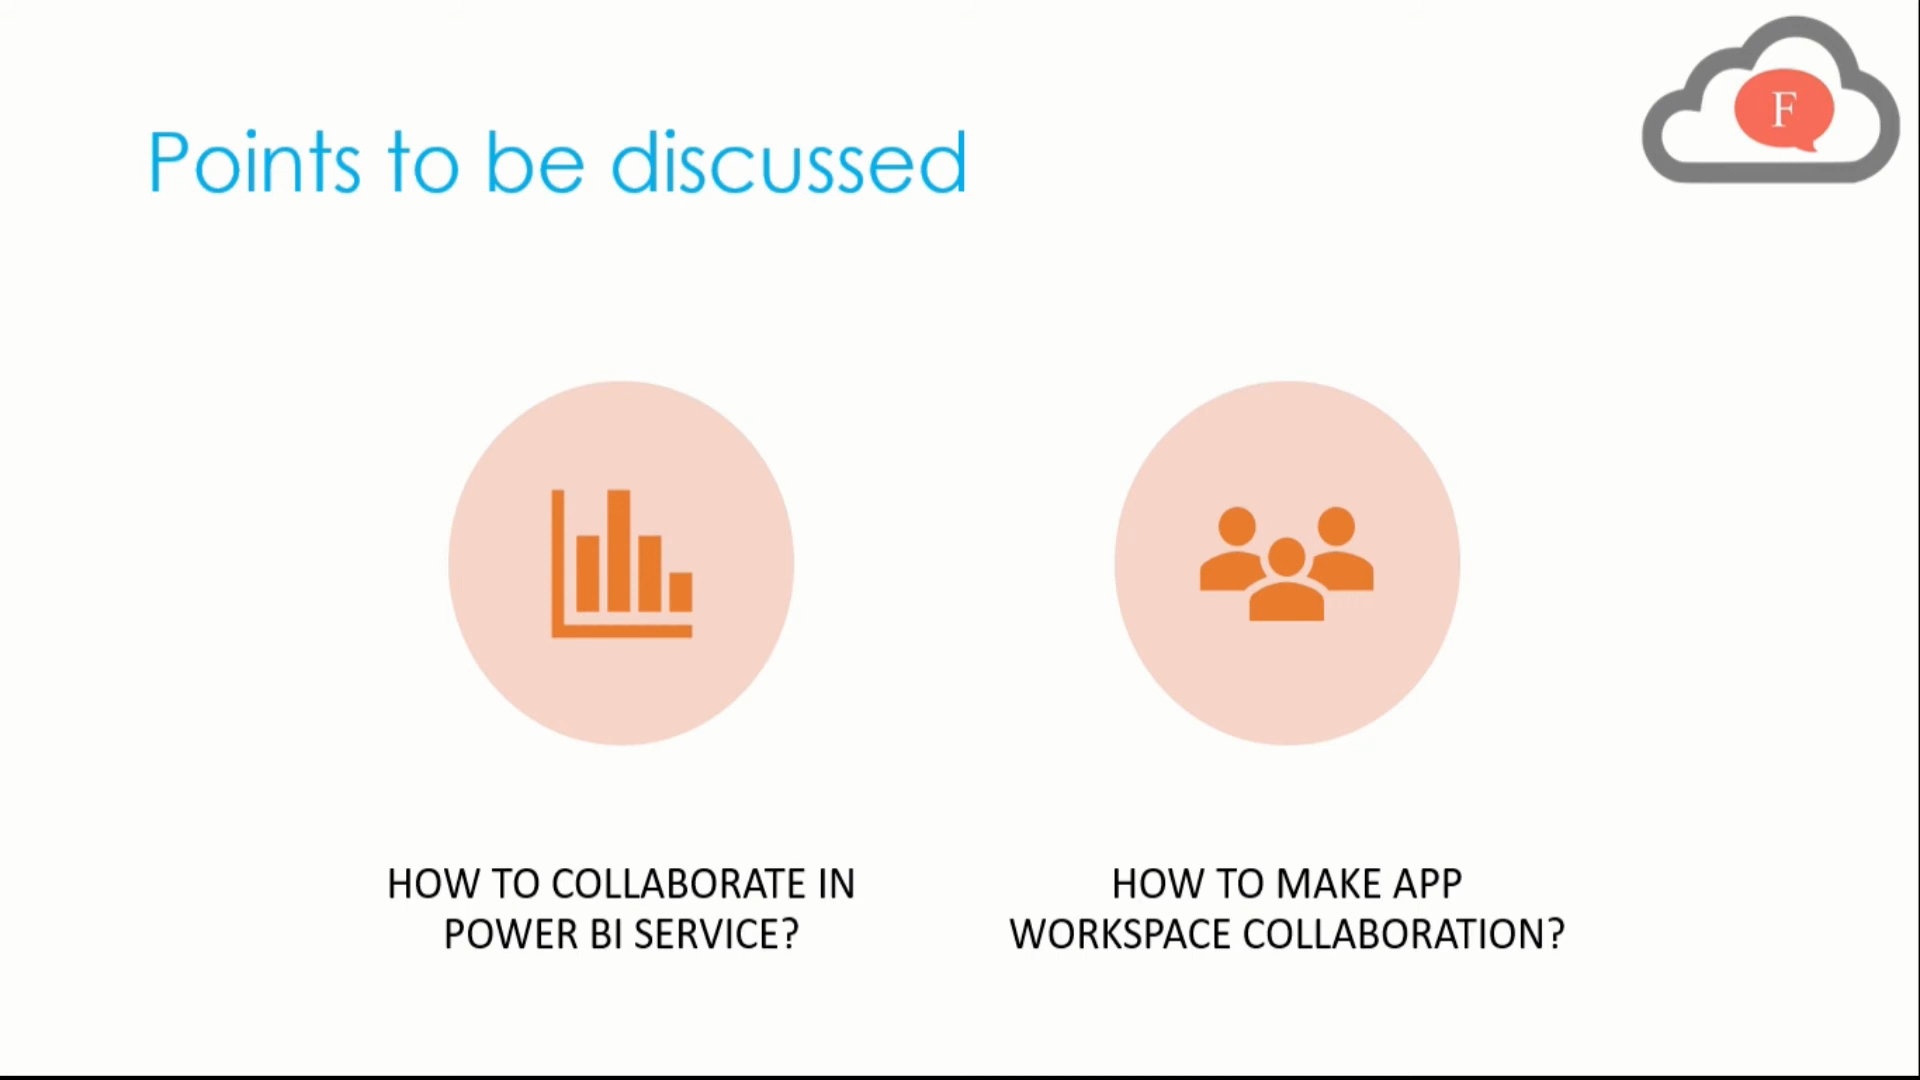 F
Points to be discussed
HOW TO COLLABORATE IN
POWER BI SERVICE?
HOW TO MAKE APP
WORKSPACE COLLABORATION?